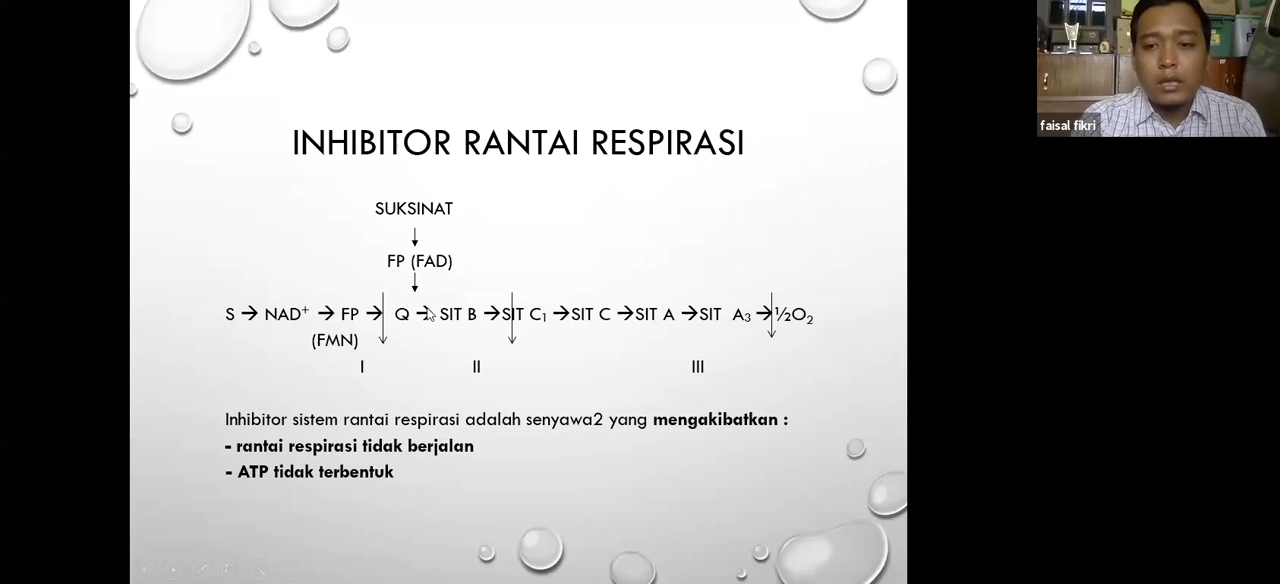 INHIBITOR RANTAI RESPIRASI
SUKSINAT
FP (FAD)
S → NAD⁺ → FP → Q → SIT B → SIT C₁ → SIT C → SIT A → SIT A₃ → ½O₂
(FMN)
I II III
Inhibitor sistem rantai respirasi adalah senyawa2 yang mengakibatkan :
- rantai respirasi tidak berjalan
- ATP tidak terbentuk
faisal fikri